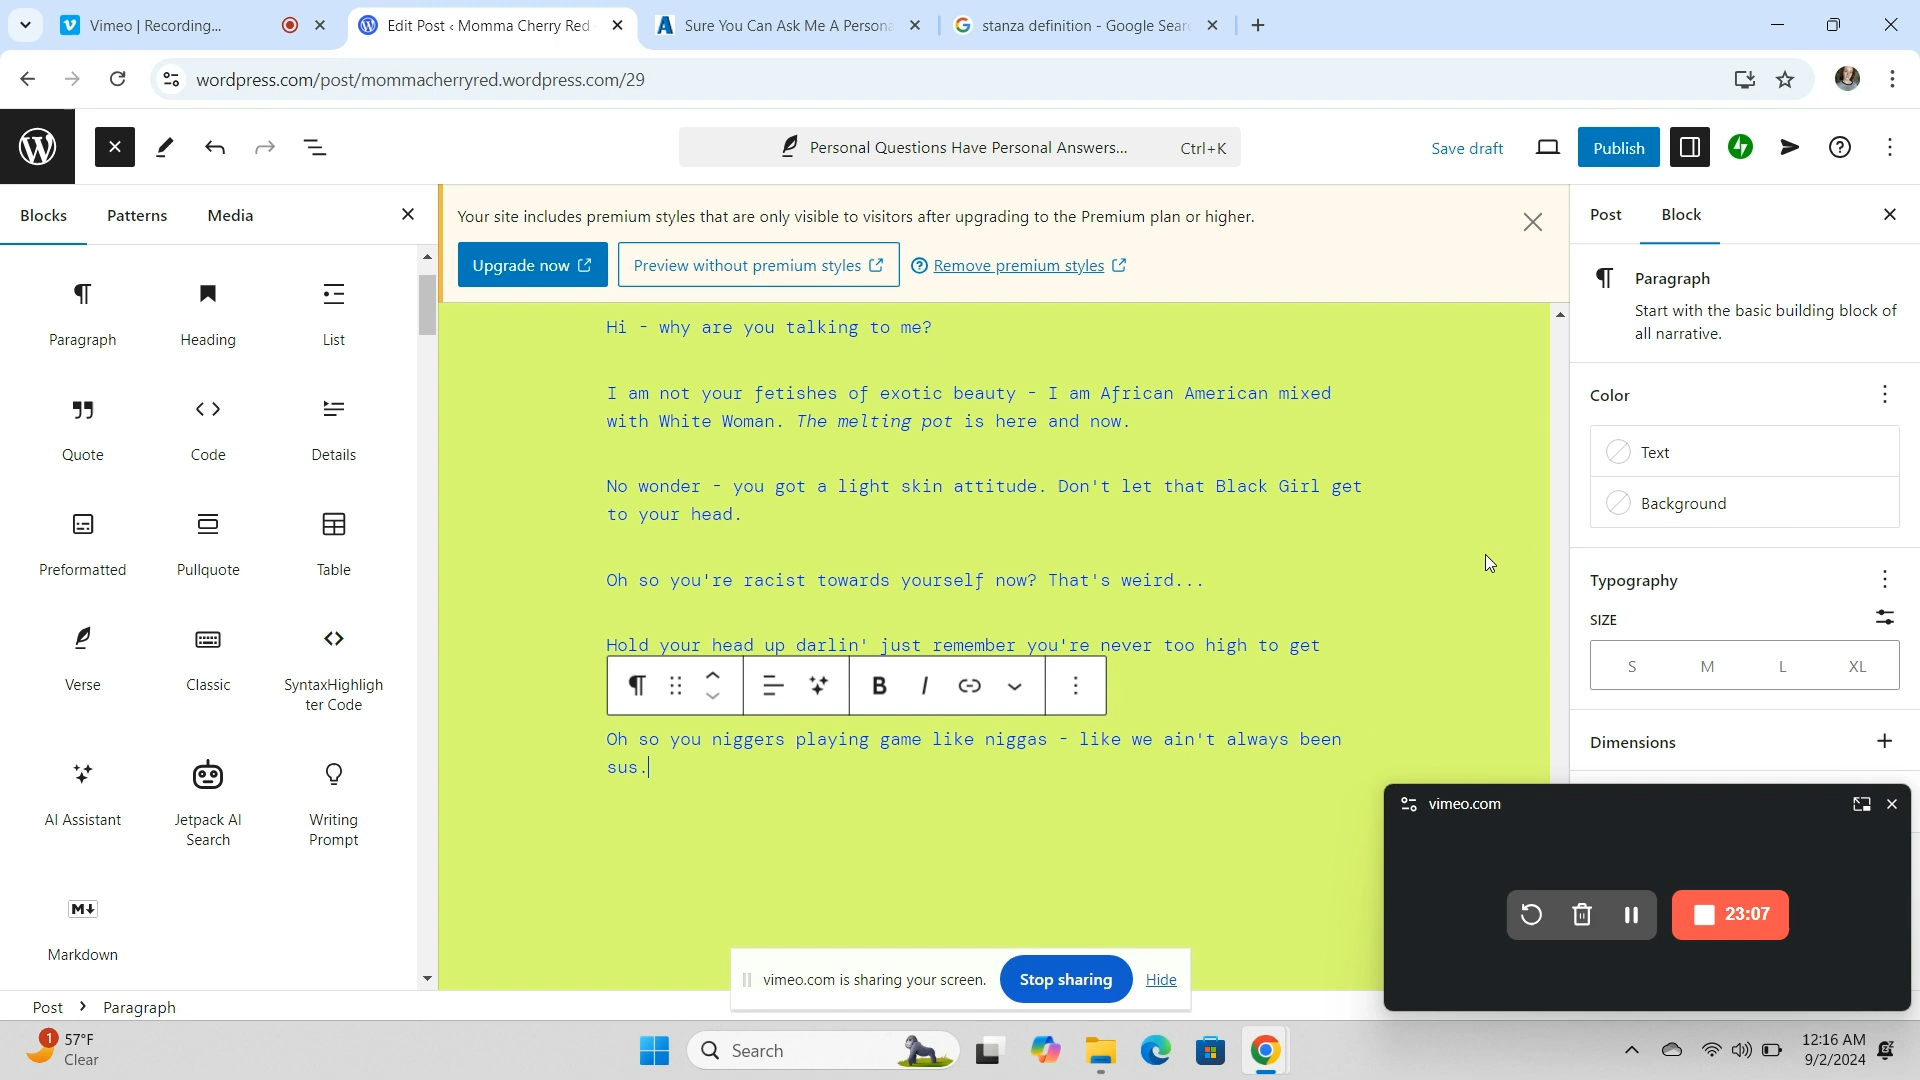 Vimeo | Recording...
Edit Post ‹ Momma Cherry Red
Sure You Can Ask Me A Persona
stanza definition - Google Sear
wordpress.com/post/mommacherryred.wordpress.com/29
Personal Questions Have Personal Answers... Ctrl+K
Save draft
Publish
Blocks Patterns Media
Your site includes premium styles that are only visible to visitors after upgrading to the Premium plan or higher.
Upgrade now
Preview without premium styles
Remove premium styles
Post Block
Paragraph
Start with the basic building block of
all narrative.
Paragraph Heading List
Quote Code Details
Preformatted Pullquote Table
Verse Classic SyntaxHighligh
ter Code
AI Assistant Jetpack AI
Search
Writing
Prompt
Markdown
Hi - why are you talking to me?
I am not your fetishes of exotic beauty - I am African American mixed
with White Woman. The melting pot is here and now.
No wonder - you got a light skin attitude. Don't let that Black Girl get
to your head.
Oh so you're racist towards yourself now? That's weird...
Hold your head up darlin' just remember you're never too high to get
B I
Oh so you niggers playing game like niggas - like we ain't always been
sus.
Color
Text
Background
Typography
SIZE
S M L XL
Dimensions
vimeo.com
23:07
vimeo.com is sharing your screen.
Stop sharing
Hide
Post Paragraph
1
57°F
Clear
Search
12:16 AM
9/2/2024